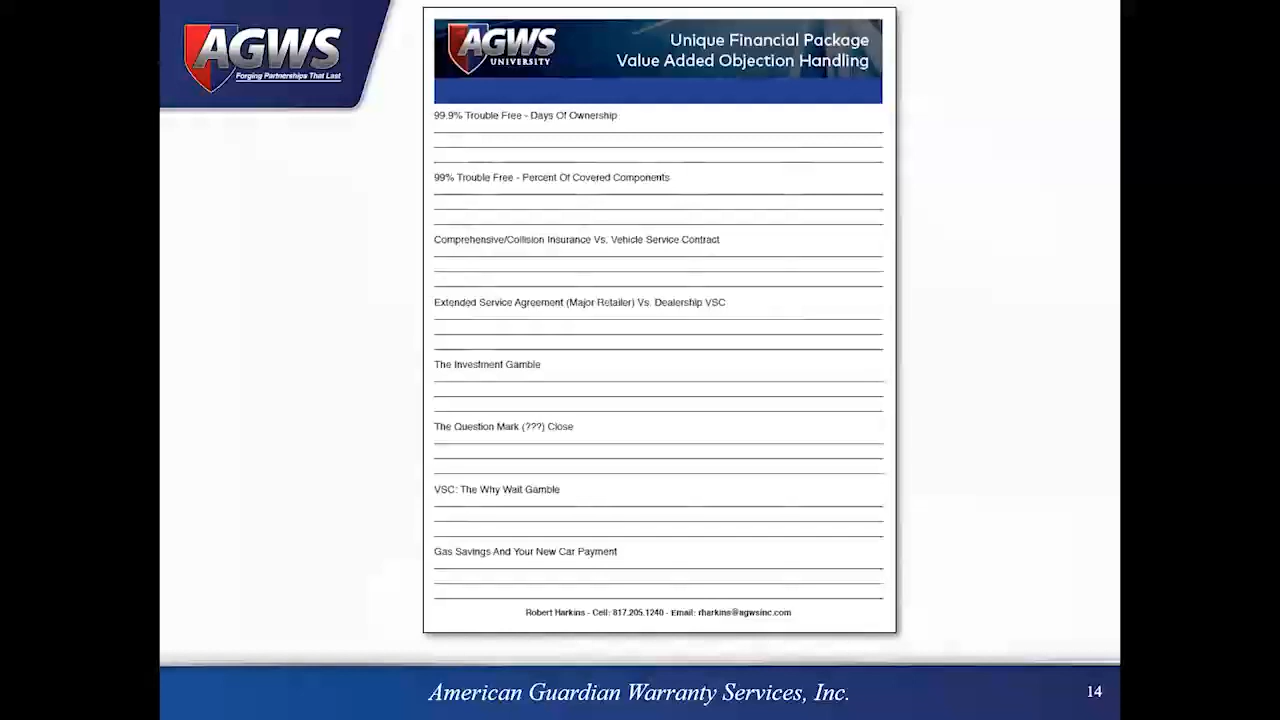 AGWS
Forging Partnerships That Last
AGWS
UNIVERSITY
Unique Financial Package
Value Added Objection Handling
99.9% Trouble Free - Days Of Ownership
99% Trouble Free - Percent Of Covered Components
Comprehensive/Collision Insurance Vs. Vehicle Service Contract
Extended Service Agreement (Major Retailer) Vs. Dealership VSC
The Investment Gamble
The Question Mark (???) Close
VSC: The Why Wait Gamble
Gas Savings And Your New Car Payment
Robert Harkins - Cell: 817.205.1240 - Email: rharkins@agwsinc.com
American Guardian Warranty Services, Inc.
14